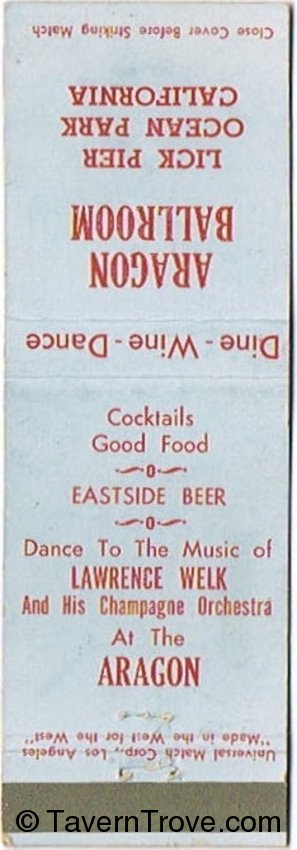 Close Cover Before Striking Match
ARAGON
BALLROOM
LICK PIER
OCEAN PARK
CALIFORNIA
Dine - Wine - Dance
Cocktails
Good Food
EASTSIDE BEER
Dance To The Music of
LAWRENCE WELK
And His Champagne Orchestra
At The
ARAGON
Universal Match Corp., Los Angeles
"Made in the West for the West"
© TavernTrove.com